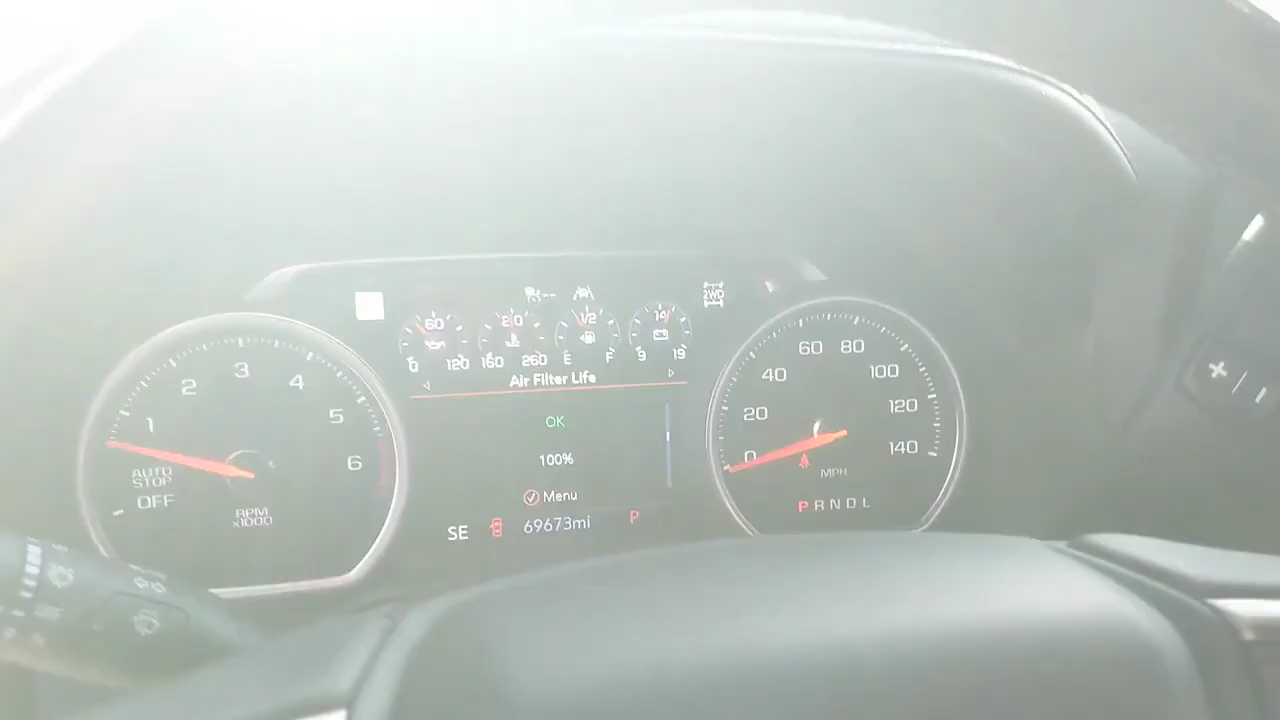 2WD
60
0 120
210
160 260
1/2
E F
14
9 19
Air Filter Life
OK
100%
Menu
SE 69673mi P
1 2 3 4 5 6
AUTO
STOP
OFF
RPM
x1000
0 20 40 60 80 100 120 140
MPH
PRNDL